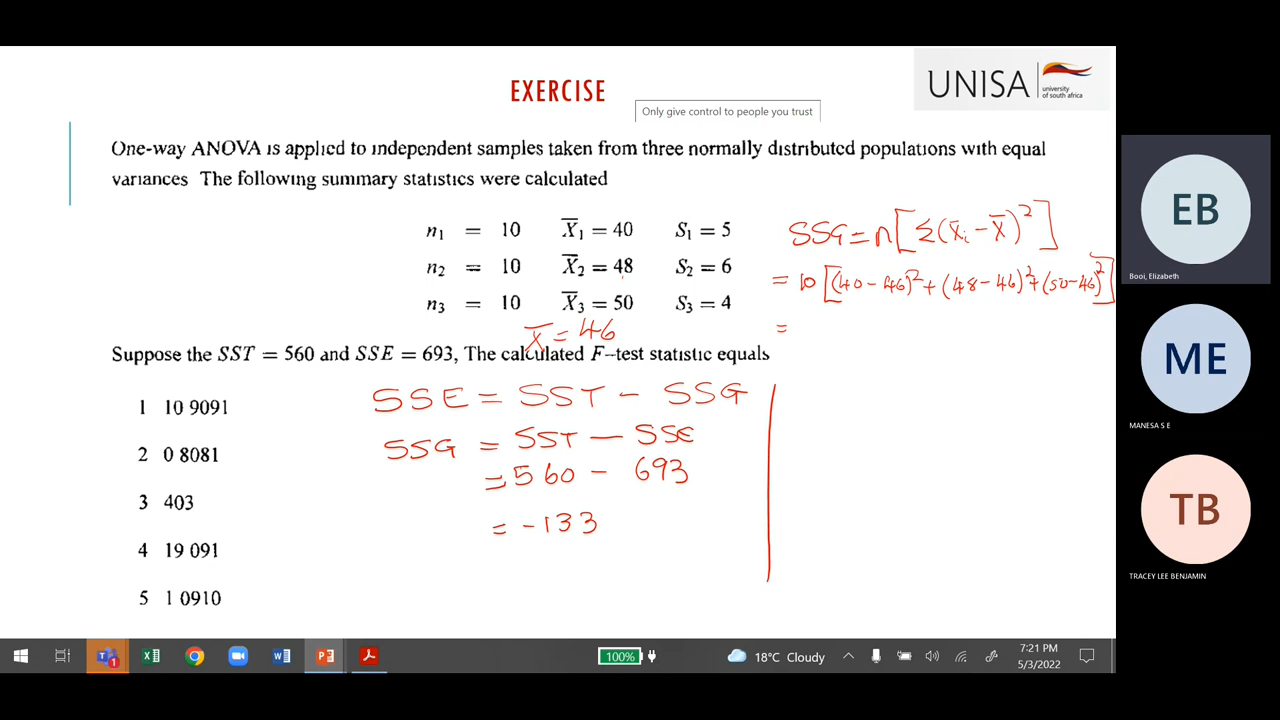 EXERCISE
UNISA
university
of south africa
Only give control to people you trust
One-way ANOVA is applied to independent samples taken from three normally distributed populations with equal
variances The following summary statistics were calculated
n₁ = 10 X̅₁ = 40 S₁ = 5
n₂ = 10 X̅₂ = 48 S₂ = 6
n₃ = 10 X̅₃ = 50 S₃ = 4
X̅ = 46
SSG = n[Σ(x̅ᵢ - x̿)²]
= 10[(40-46)²+(48-46)²+(50-46)²]
=
Suppose the SST = 560 and SSE = 693, The calculated F-test statistic equals
1 10 9091
2 0 8081
3 403
4 19 091
5 1 0910
SSE = SST - SSG
SSG = SST - SSE
= 560 - 693
= -133
EB
Booi, Elizabeth
ME
MANESA S E
TB
TRACEY LEE BENJAMIN
1
100%
18°C Cloudy
7:21 PM
5/3/2022